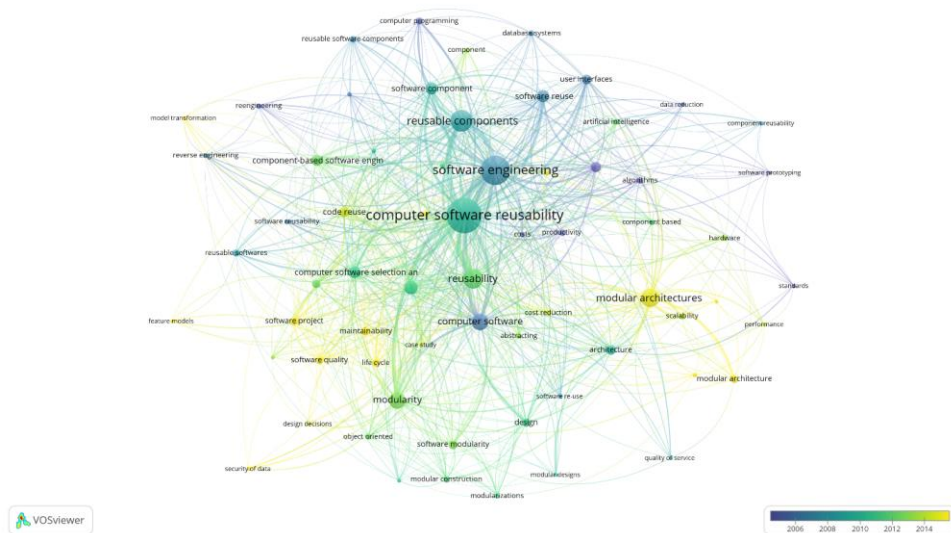 computer programming
database systems
reusable software components
component
user interfaces
software component
software reuse
data reduction
reengineering
model transformation
reusable components
artificial intelligence
component reusability
reverse engineering
component-based software engin
software engineering
software prototyping
algorithms
code reuse
computer software reusability
software reusability
component based
costs
productivity
hardware
reusable softwares
computer software selection an
reusability
standards
modular architectures
cost reduction
scalability
feature models
software project
computer software
performance
maintainability
abstracting
case study
architecture
software quality
life cycle
modular architecture
modularity
software re-use
design decisions
design
object oriented
software modularity
quality of service
security of data
modular construction
modular designs
modularizations
VOSviewer
2006 2008 2010 2012 2014